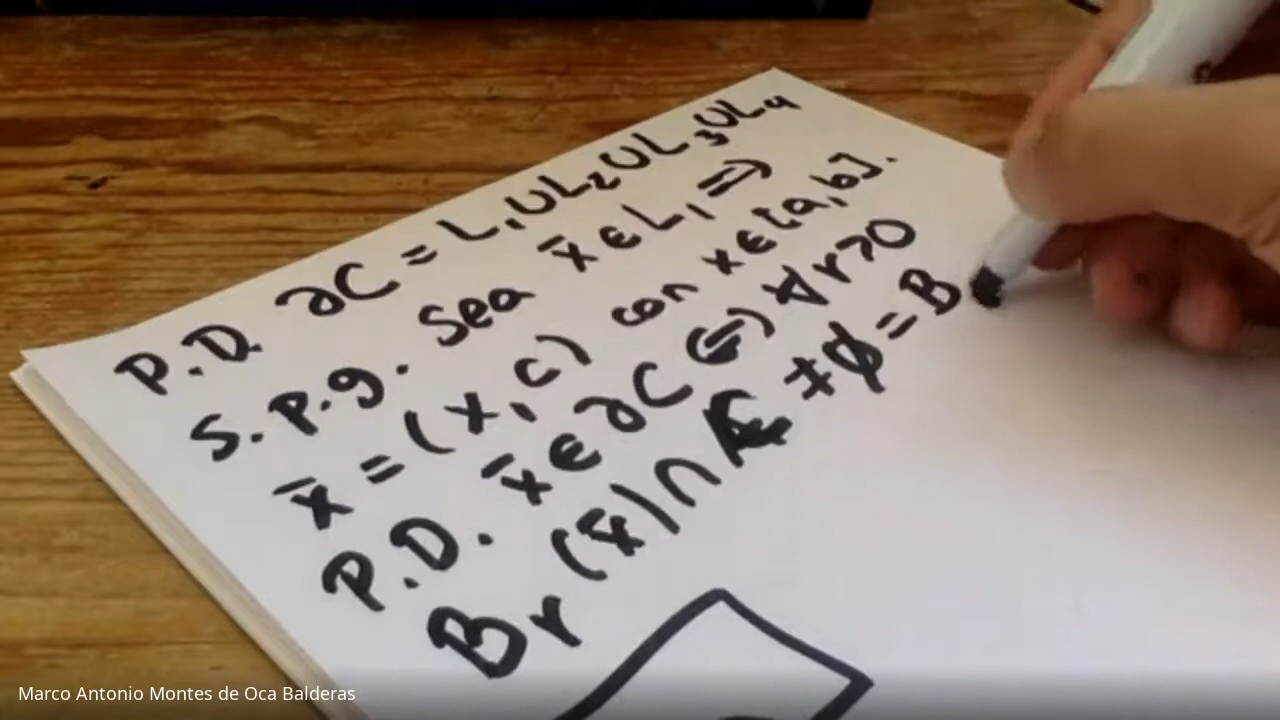 P.D. ∂C = L₁∪L₂∪L₃∪L₄
S.P.g. Sea x̄ ∈ L₁ ⇒
x̄ = (x,c) con x ∈ [a,b].
P.D. x̄ ∈ ∂C ⇔ ∀r>0
Br(x̄) ∩ C ≠ ∅ = B
Marco Antonio Montes de Oca Balderas